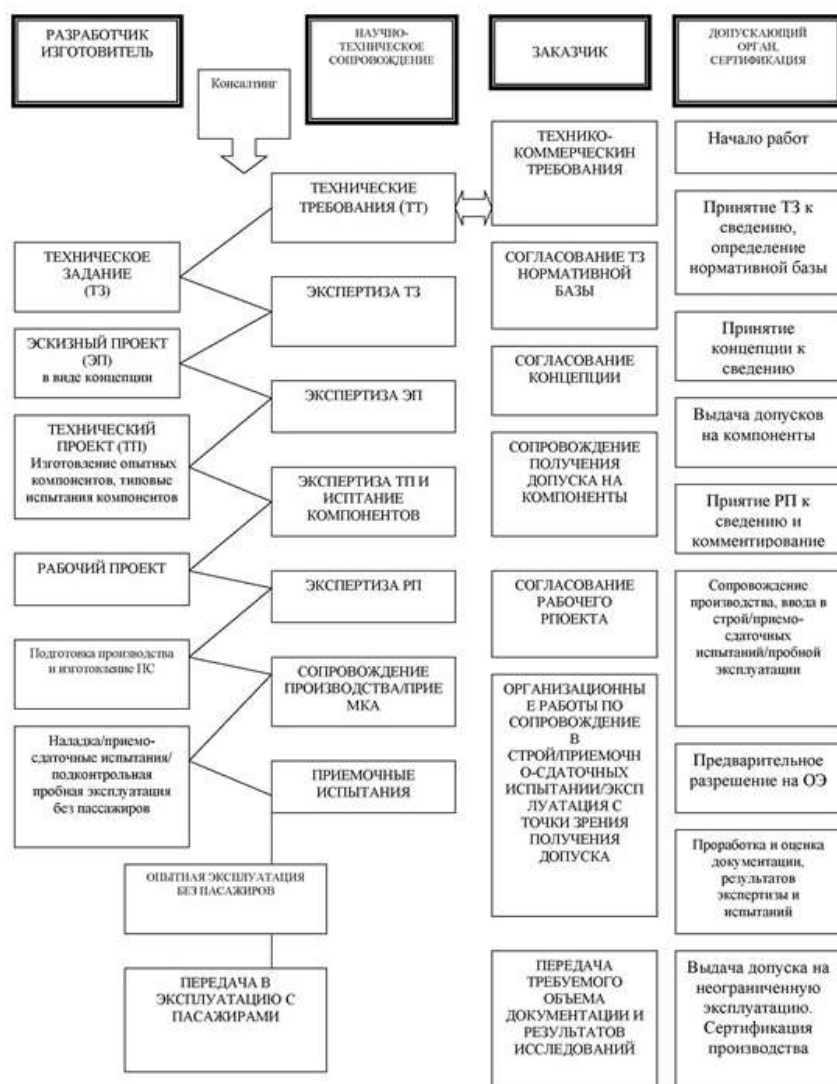 РАЗРАБОТЧИК
ИЗГОТОВИТЕЛЬ
Консалтинг
НАУЧНО-
ТЕХНИЧЕСКОЕ
СОПРОВОЖДЕНИЕ
ЗАКАЗЧИК
ДОПУСКАЮЩИЙ
ОРГАН,
СЕРТИФИКАЦИЯ
ТЕХНИЧЕСКИЕ
ТРЕБОВАНИЯ (ТТ)
ТЕХНИКО-
КОММЕРЧЕСКИН
ТРЕБОВАНИЯ
Начало работ
ТЕХНИЧЕСКОЕ
ЗАДАНИЕ
(ТЗ)
ЭКСПЕРТИЗА ТЗ
СОГЛАСОВАНИЕ ТЗ
НОРМАТИВНОЙ
БАЗЫ
Принятие ТЗ к
сведению,
определение
нормативной базы
ЭСКИЗНЫЙ ПРОЕКТ
(ЭП)
в виде концепции
ЭКСПЕРТИЗА ЭП
СОГЛАСОВАНИЕ
КОНЦЕПЦИИ
Принятие
концепции к
сведению
ТЕХНИЧЕСКИЙ
ПРОЕКТ (ТП)
Изготовление опытных
компонентов, типовые
испытания компонентов
ЭКСПЕРТИЗА ТП И
ИСПТАНИЕ
КОМПОНЕНТОВ
СОПРОВОЖДЕНИЕ
ПОЛУЧЕНИЯ
ДОПУСКА НА
КОМПОНЕНТЫ
Выдача допусков
на компоненты
РАБОЧИЙ ПРОЕКТ
ЭКСПЕРТИЗА РП
СОГЛАСОВАНИЕ
РАБОЧЕГО
РПОЕКТА
Приятие РП к
сведению и
комментирование
Подготовка производства
и изготовление ПС
СОПРОВОЖДЕНИЕ
ПРОИЗВОДСТВА/ПРИЕ
МКА
ОРГАНИЗАЦИОННЫ
Е РАБОТЫ ПО
СОПРОВОЖДЕНИЕ
В
СТРОЙ/ПРИЕМОЧН
О-СДАТОЧНЫХ
ИСПЫТАНИИ/ЭКСП
ЛУАТАЦИЯ С
ТОЧКИ ЗРЕНИЯ
ПОЛУЧЕНИЯ
ДОПУСКА
Сопровождение
производства, ввода в
строй/приемо-
сдаточных
испытаний/пробной
эксплуатации
Наладка/приемо-
сдаточные испытания/
подконтрольная
пробная эксплуатация
без пассажиров
ПРИЕМОЧНЫЕ
ИСПЫТАНИЯ
Предварительное
разрешение на ОЭ
ОПЫТНАЯ ЭКСПЛУАТАЦИЯ
БЕЗ ПАСАЖИРОВ
Проработка и оценка
документации,
результатов
экспертизы и
испытаний
ПЕРЕДАЧА В
ЭКСПЛУАТАЦИЮ С
ПАСАЖИРАМИ
ПЕРЕДАЧА
ТРЕБУЕМОГО
ОБЪЕМА
ДОКУМЕНТАЦИИ И
РЕЗУЛЬТАТОВ
ИССЛЕДОВАНИЙ
Выдача допуска на
неограниченную
эксплуатацию.
Сертификация
производства